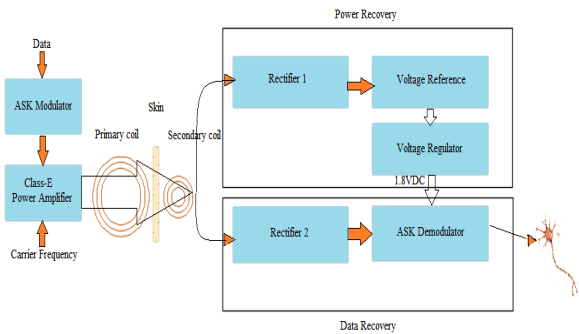 Power Recovery
Data
ASK Modulator
Class-E
Power Amplifier
Carrier Frequency
Primary coil
Skin
Secondary coil
Rectifier 1
Voltage Reference
Voltage Regulator
1.8VDC
Rectifier 2
ASK Demodulator
Data Recovery